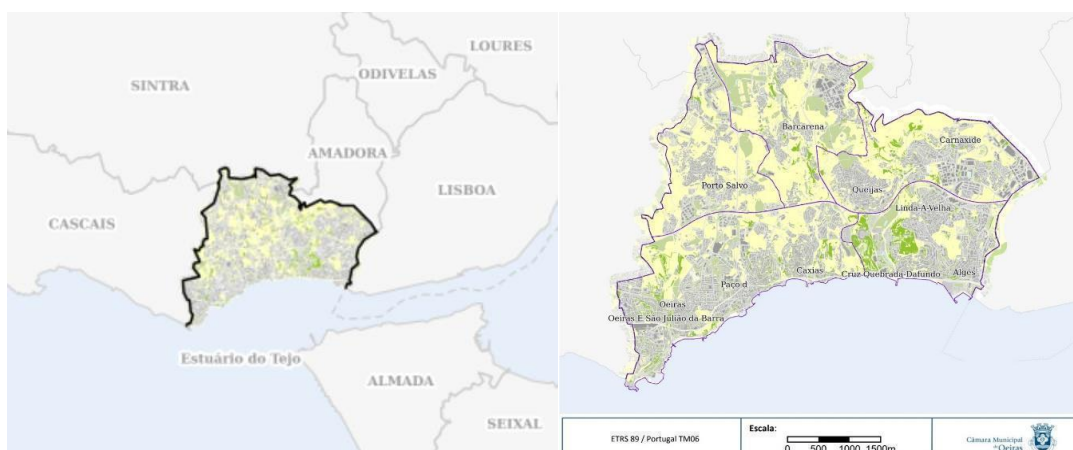 LOURES
ODIVELAS
SINTRA
AMADORA
LISBOA
CASCAIS
Estuário do Tejo
ALMADA
SEIXAL
Barcarena
Carnaxide
Porto Salvo
Queijas
Linda-A-Velha
Caxias
Cruz-Quebrada-Dafundo
Algés
Paço d
Oeiras
Oeiras E São Julião da Barra
ETRS 89 / Portugal TM06
Escala:
0 500 1000 1500m
Câmara Municipal
de Oeiras